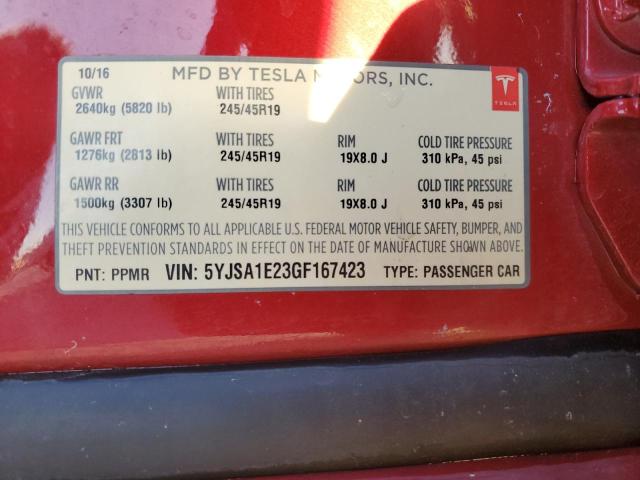 10/16 MFD BY TESLA MOTORS, INC.
GVWR WITH TIRES
2640kg (5820 lb) 245/45R19
TESLA
GAWR FRT WITH TIRES RIM COLD TIRE PRESSURE
1276kg (2813 lb) 245/45R19 19X8.0 J 310 kPa, 45 psi
GAWR RR WITH TIRES RIM COLD TIRE PRESSURE
1500kg (3307 lb) 245/45R19 19X8.0 J 310 kPa, 45 psi
THIS VEHICLE CONFORMS TO ALL APPLICABLE U.S. FEDERAL MOTOR VEHICLE SAFETY, BUMPER, AND
THEFT PREVENTION STANDARDS IN EFFECT ON THE DATE OF MANUFACTURE SHOWN ABOVE.
PNT: PPMR VIN: 5YJSA1E23GF167423 TYPE: PASSENGER CAR